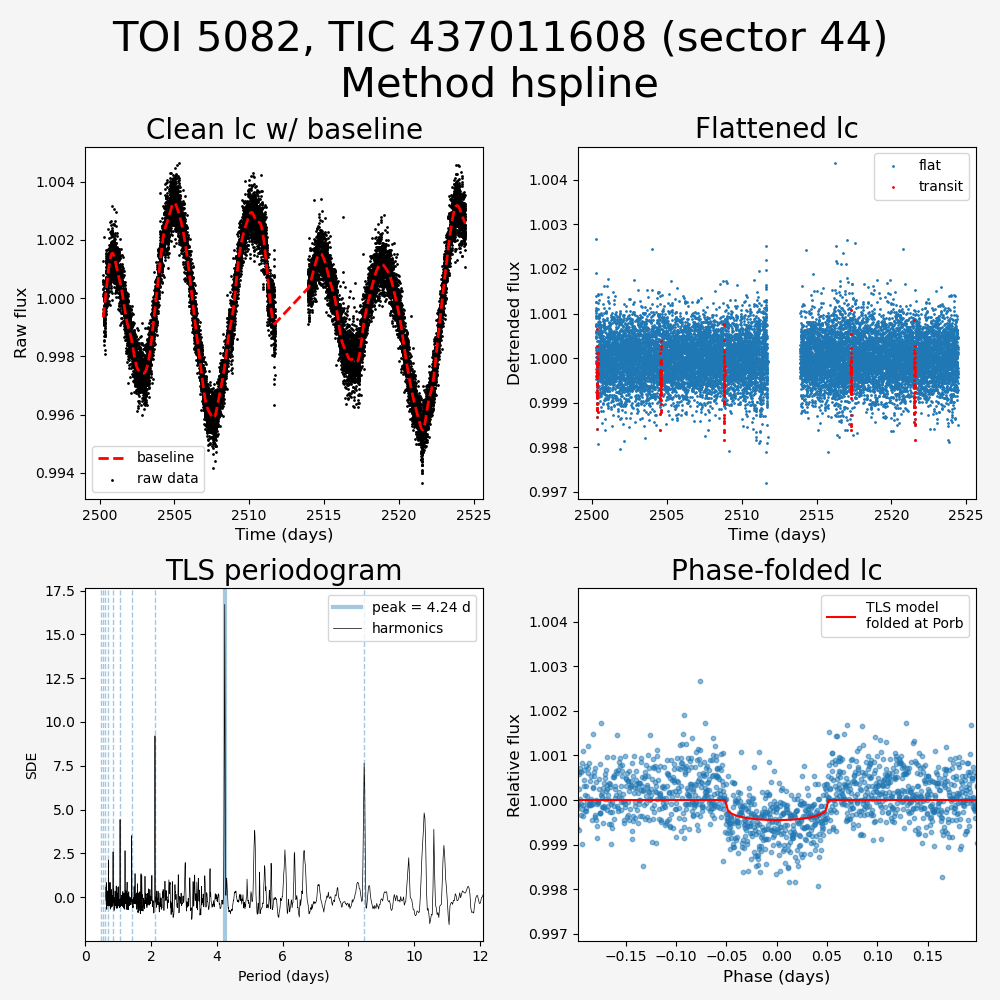 TOI 5082, TIC 437011608 (sector 44)
Method hspline
Clean lc w/ baseline
Raw flux
1.004
1.002
1.000
0.998
0.996
0.994
baseline
raw data
2500 2505 2510 2515 2520 2525
Time (days)
Flattened lc
Detrended flux
1.004
1.003
1.002
1.001
1.000
0.999
0.998
0.997
flat
transit
2500 2505 2510 2515 2520 2525
Time (days)
TLS periodogram
SDE
17.5
15.0
12.5
10.0
7.5
5.0
2.5
0.0
peak = 4.24 d
harmonics
0 2 4 6 8 10 12
Period (days)
Phase-folded lc
Relative flux
1.004
1.003
1.002
1.001
1.000
0.999
0.998
0.997
TLS model
folded at Porb
−0.15 −0.10 −0.05 0.00 0.05 0.10 0.15
Phase (days)